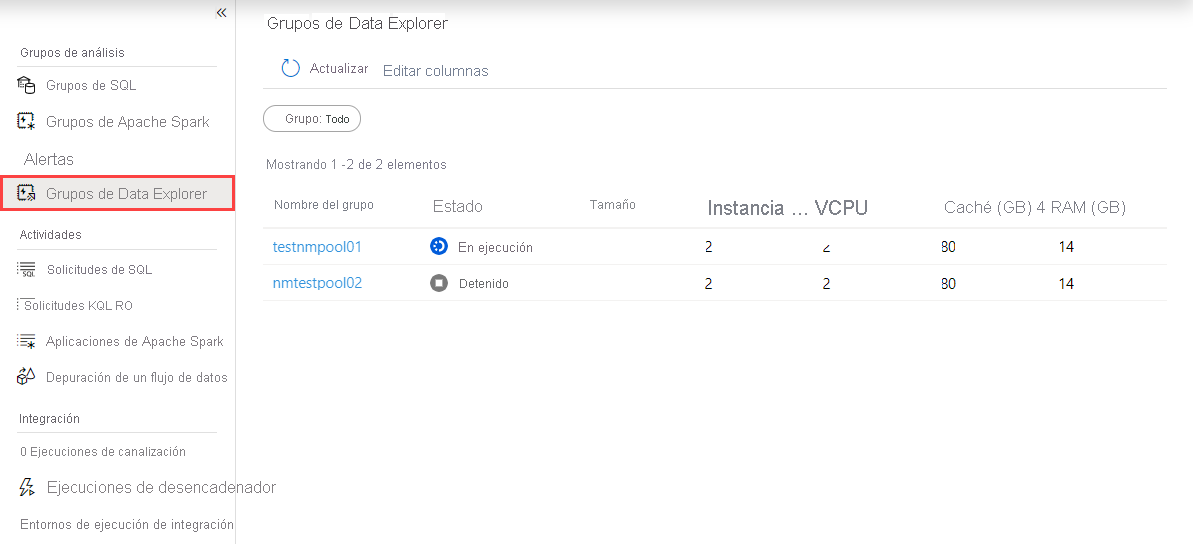 «
Grupos de análisis
Grupos de SQL
Grupos de Apache Spark
Alertas
Grupos de Data Explorer
Actividades
SQL Solicitudes de SQL
Solicitudes KQL RO
Aplicaciones de Apache Spark
Depuración de un flujo de datos
Integración
0 Ejecuciones de canalización
Ejecuciones de desencadenador
Entornos de ejecución de integración
Grupos de Data Explorer
Actualizar Editar columnas
Grupo: Todo
Mostrando 1 -2 de 2 elementos
Nombre del grupo Estado Tamaño Instancia ... VCPU Caché (GB) 4 RAM (GB)
testnmpool01 En ejecución 2 2 80 14
nmtestpool02 Detenido 2 2 80 14